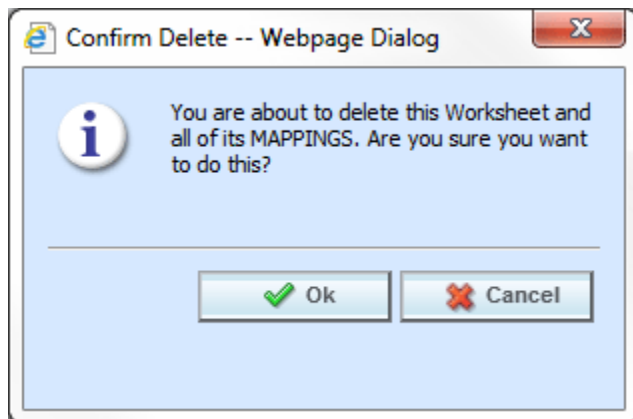 Confirm Delete -- Webpage Dialog
You are about to delete this Worksheet and
all of its MAPPINGS. Are you sure you want
to do this?
Ok
Cancel